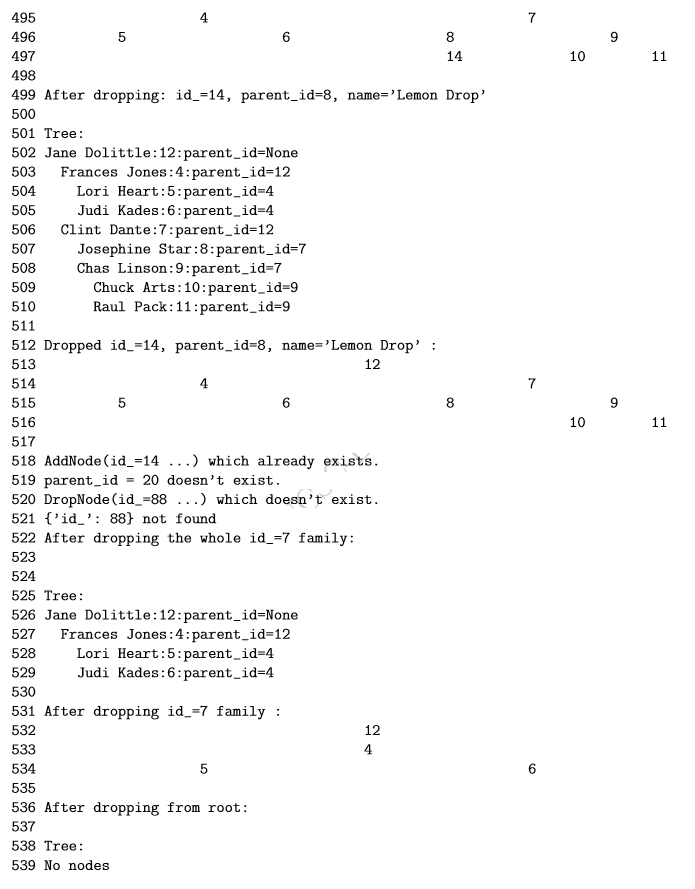 495                    4                                       7
496          5                   6                   8                   9
497                                                  14             10        11
498
499 After dropping: id_=14, parent_id=8, name='Lemon Drop'
500
501 Tree:
502 Jane Dolittle:12:parent_id=None
503   Frances Jones:4:parent_id=12
504     Lori Heart:5:parent_id=4
505     Judi Kades:6:parent_id=4
506   Clint Dante:7:parent_id=12
507     Josephine Star:8:parent_id=7
508     Chas Linson:9:parent_id=7
509       Chuck Arts:10:parent_id=9
510       Raul Pack:11:parent_id=9
511
512 Dropped id_=14, parent_id=8, name='Lemon Drop' :
513                                        12
514                    4                                       7
515          5                   6                   8                   9
516                                                                 10        11
517
518 AddNode(id_=14 ...) which already exists.
519 parent_id = 20 doesn't exist.
520 DropNode(id_=88 ...) which doesn't exist.
521 {'id_': 88} not found
522 After dropping the whole id_=7 family:
523
524
525 Tree:
526 Jane Dolittle:12:parent_id=None
527   Frances Jones:4:parent_id=12
528     Lori Heart:5:parent_id=4
529     Judi Kades:6:parent_id=4
530
531 After dropping id_=7 family :
532                                        12
533                                        4
534                    5                                       6
535
536 After dropping from root:
537
538 Tree:
539 No nodes